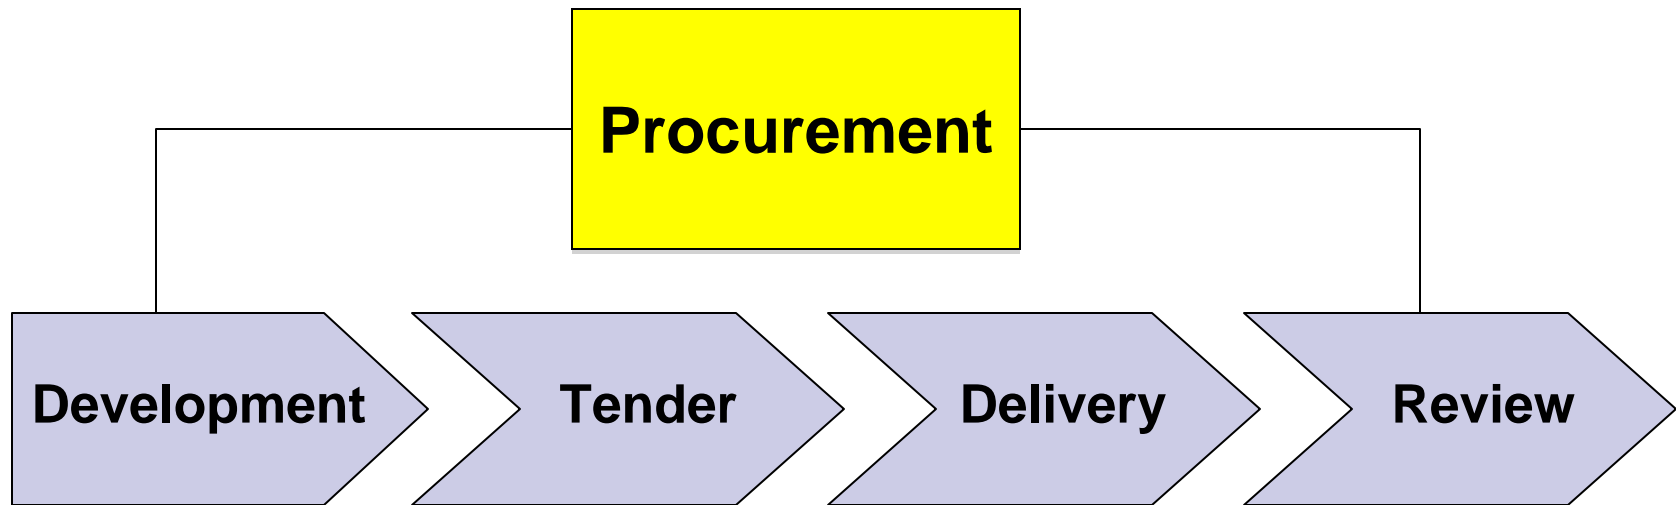 Procurement
Development
Tender
Delivery
Review